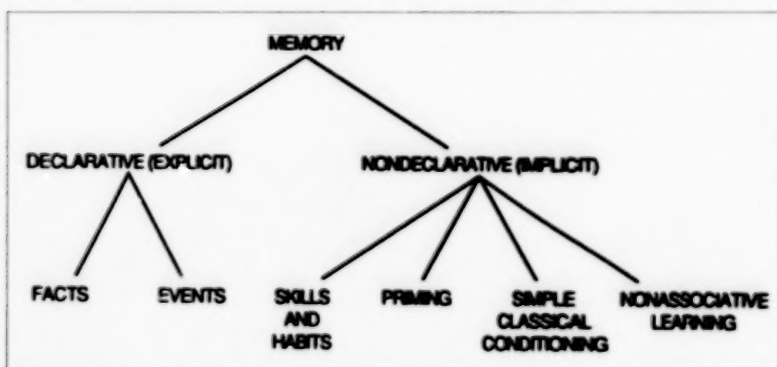 MEMORY
DECLARATIVE (EXPLICIT)
NONDECLARATIVE (IMPLICIT)
FACTS
EVENTS
SKILLS
AND
HABITS
PRIMING
SIMPLE
CLASSICAL
CONDITIONING
NONASSOCIATIVE
LEARNING